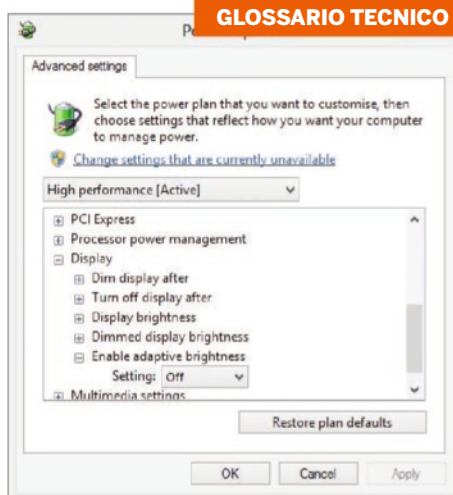 GLOSSARIO TECNICO
Advanced settings
Select the power plan that you want to customise, then
choose settings that reflect how you want your computer
to manage power.
Change settings that are currently unavailable
High performance [Active]
PCI Express
Processor power management
Display
Dim display after
Turn off display after
Display brightness
Dimmed display brightness
Enable adaptive brightness
Setting: Off
Multimedia settings
Restore plan defaults
OK Cancel Apply